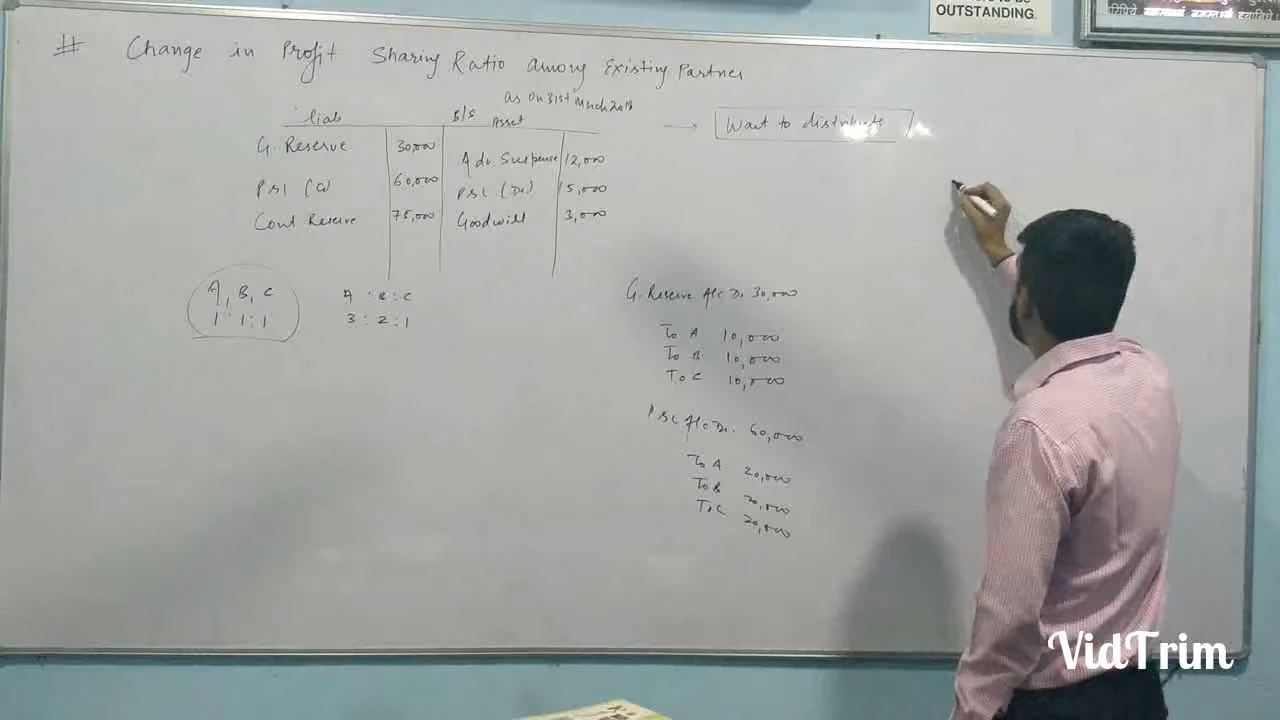 OUTSTANDING.
# Change in Profit Sharing Ratio among Existing Partner
as on 31st March 2018
Liab B/S Asset
G. Reserve 30,000 Adv. Suspense 12,000
P&L (Cr) 60,000 P&L (Dr) 15,000
Cont Reserve 75,000 Goodwill 3,000
→ Want to distribute
A, B, C
1 : 1 : 1
A : B : C
3 : 2 : 1
G. Reserve A/c Dr. 30,000
To A 10,000
To B 10,000
To C 10,000
P&L A/c Dr. 60,000
To A 20,000
To B 20,000
To C 20,000
VidTrim